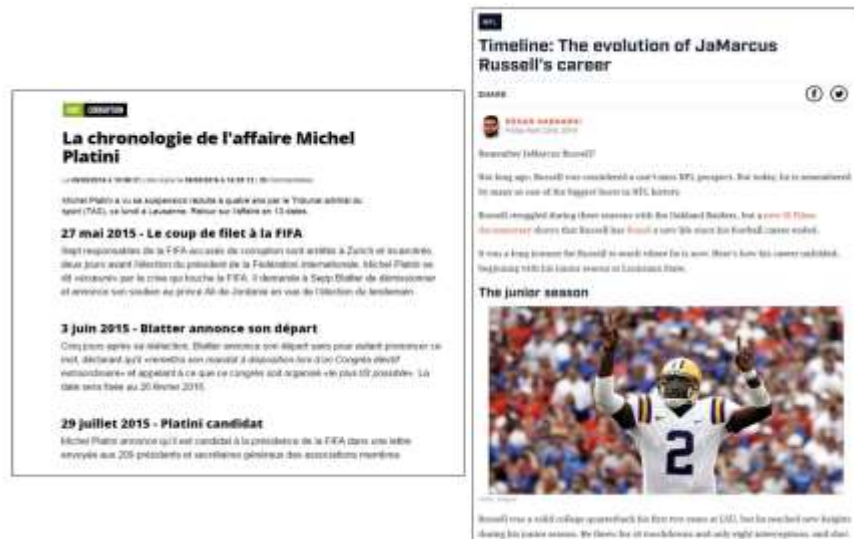 CORRUPTION
La chronologie de l'affaire Michel
Platini
Michel Platini a vu sa suspension réduite à quatre ans par le Tribunal arbitral du
sport (TAS), ce lundi à Lausanne. Retour sur l'affaire en 13 dates.
27 mai 2015 - Le coup de filet à la FIFA
Sept responsables de la FIFA accusés de corruption sont arrêtés à Zurich et incarcérés,
deux jours avant l'élection du président de la Fédération internationale. Michel Platini se
dit «écœuré» par la crise qui touche la FIFA. Il demande à Sepp Blatter de démissionner
et annonce son soutien au prince Ali de Jordanie en vue de l'élection du lendemain.
3 juin 2015 - Blatter annonce son départ
Cinq jours après sa réélection, Blatter annonce son départ sans pour autant prononcer ce
mot, déclarant qu'il «remettra son mandat à disposition lors d'un Congrès électif
extraordinaire» et appelant à ce que ce congrès soit organisé «le plus tôt possible». La
date sera fixée au 26 février 2016.
29 juillet 2015 - Platini candidat
Michel Platini annonce qu'il est candidat à la présidence de la FIFA dans une lettre
envoyée aux 209 présidents et secrétaires généraux des associations membres
NFL
Timeline: The evolution of JaMarcus
Russell's career
SHARE
Remember JaMarcus Russell?
Not long ago, Russell was considered a can't-miss NFL prospect. But today, he is remembered
by many as one of the biggest busts in NFL history.
Russell struggled during three seasons with the Oakland Raiders, but a new
documentary shows that Russell has found a new life since his football career ended.
It was a long journey for Russell to reach where he is now. Here's how his career unfolded,
beginning with his junior season at Louisiana State.
The junior season
2
Russell was a solid college quarterback his first two years at LSU, but he reached new heights
during his junior season. He threw for 28 touchdowns and only eight interceptions, and also